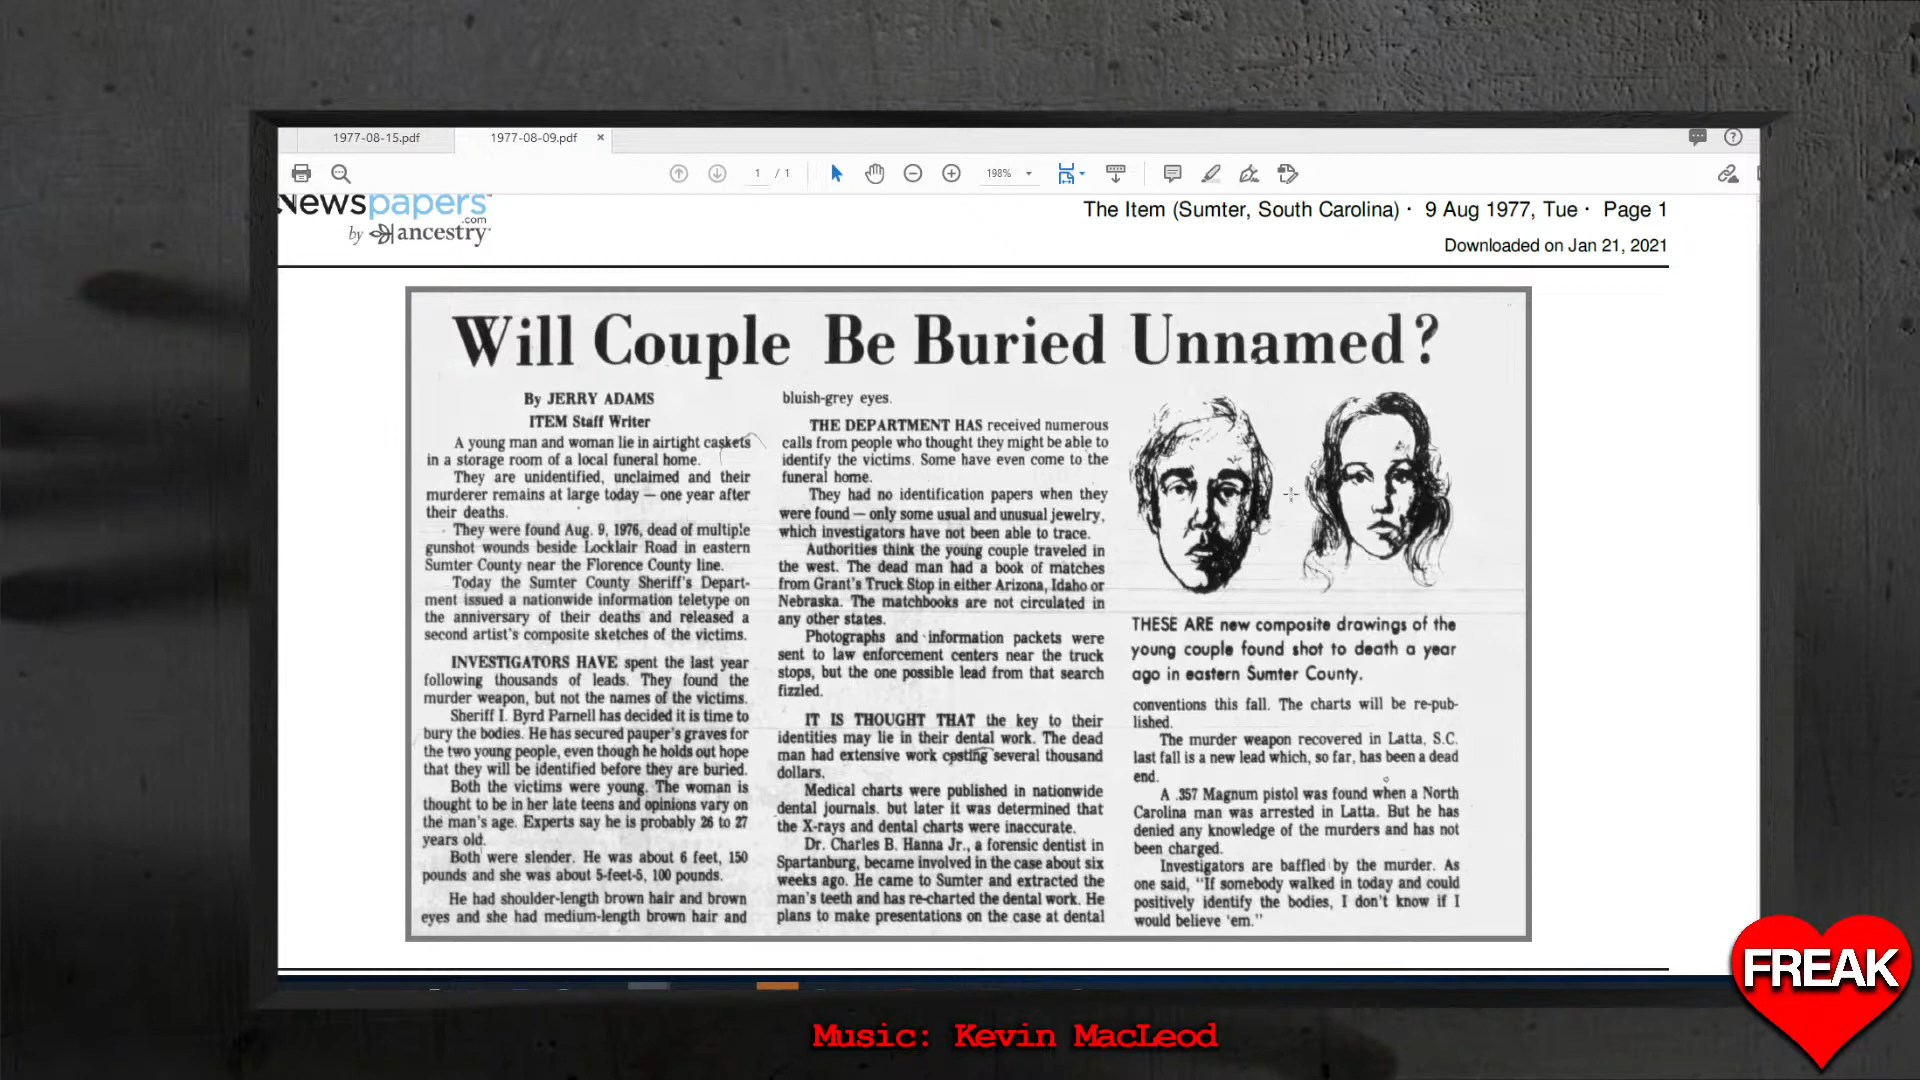 1977-08-15.pdf
1977-08-09.pdf
1 / 1
198%
Newspapers
.com
by ancestry
The Item (Sumter, South Carolina) · 9 Aug 1977, Tue · Page 1
Downloaded on Jan 21, 2021
Will Couple Be Buried Unnamed?
By JERRY ADAMS
ITEM Staff Writer
A young man and woman lie in airtight caskets
in a storage room of a local funeral home.
They are unidentified, unclaimed and their
murderer remains at large today — one year after
their deaths.
They were found Aug. 9, 1976, dead of multiple
gunshot wounds beside Locklair Road in eastern
Sumter County near the Florence County line.
Today the Sumter County Sheriff's Depart-
ment issued a nationwide information teletype on
the anniversary of their deaths and released a
second artist's composite sketches of the victims.
INVESTIGATORS HAVE spent the last year
following thousands of leads. They found the
murder weapon, but not the names of the victims.
Sheriff I. Byrd Parnell has decided it is time to
bury the bodies. He has secured pauper's graves for
the two young people, even though he holds out hope
that they will be identified before they are buried.
Both the victims were young. The woman is
thought to be in her late teens and opinions vary on
the man's age. Experts say he is probably 26 to 27
years old.
Both were slender. He was about 6 feet, 150
pounds and she was about 5-feet-5, 100 pounds.
He had shoulder-length brown hair and brown
eyes and she had medium-length brown hair and
bluish-grey eyes.
THE DEPARTMENT HAS received numerous
calls from people who thought they might be able to
identify the victims. Some have even come to the
funeral home.
They had no identification papers when they
were found — only some usual and unusual jewelry,
which investigators have not been able to trace.
Authorities think the young couple traveled in
the west. The dead man had a book of matches
from Grant's Truck Stop in either Arizona, Idaho or
Nebraska. The matchbooks are not circulated in
any other states.
Photographs and information packets were
sent to law enforcement centers near the truck
stops, but the one possible lead from that search
fizzled.
IT IS THOUGHT THAT the key to their
identities may lie in their dental work. The dead
man had extensive work costing several thousand
dollars.
Medical charts were published in nationwide
dental journals. but later it was determined that
the X-rays and dental charts were inaccurate.
Dr. Charles B. Hanna Jr., a forensic dentist in
Spartanburg, became involved in the case about six
weeks ago. He came to Sumter and extracted the
man's teeth and has re-charted the dental work. He
plans to make presentations on the case at dental
THESE ARE new composite drawings of the
young couple found shot to death a year
ago in eastern Sumter County.
conventions this fall. The charts will be re-pub-
lished.
The murder weapon recovered in Latta, S.C.
last fall is a new lead which, so far, has been a dead
end.
A .357 Magnum pistol was found when a North
Carolina man was arrested in Latta. But he has
denied any knowledge of the murders and has not
been charged.
Investigators are baffled by the murder. As
one said, "If somebody walked in today and could
positively identify the bodies, I don't know if I
would believe 'em."
FREAK
Music: Kevin MacLeod